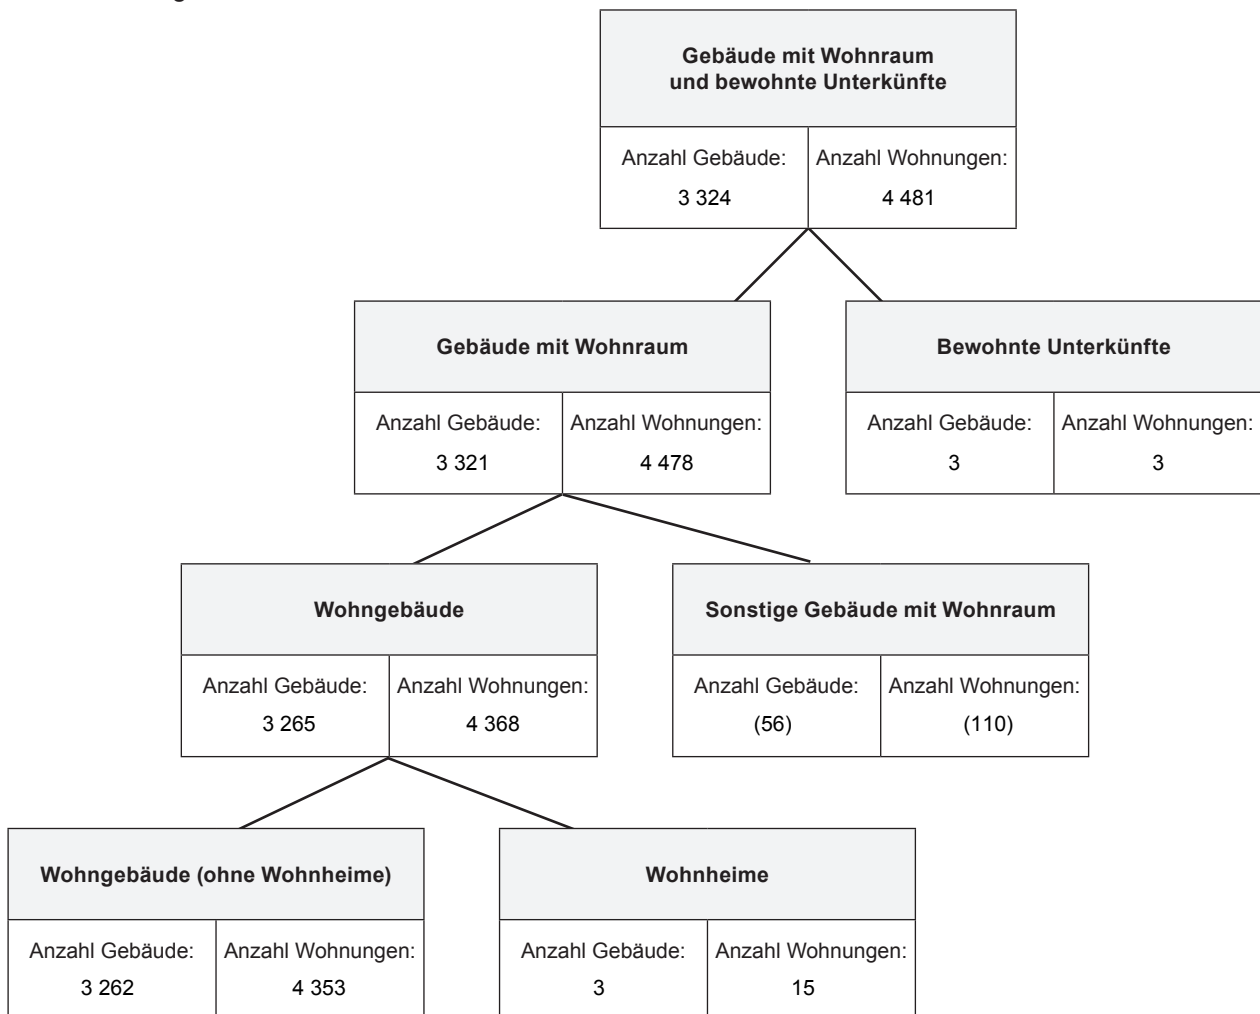 Gebäude mit Wohnraum
und bewohnte Unterkünfte
Anzahl Gebäude: Anzahl Wohnungen:
3 324 4 481
Gebäude mit Wohnraum Bewohnte Unterkünfte
Anzahl Gebäude: Anzahl Wohnungen: Anzahl Gebäude: Anzahl Wohnungen:
3 321 4 478 3 3
Wohngebäude Sonstige Gebäude mit Wohnraum
Anzahl Gebäude: Anzahl Wohnungen: Anzahl Gebäude: Anzahl Wohnungen:
3 265 4 368 (56) (110)
Wohngebäude (ohne Wohnheime) Wohnheime
Anzahl Gebäude: Anzahl Wohnungen: Anzahl Gebäude: Anzahl Wohnungen:
3 262 4 353 3 15